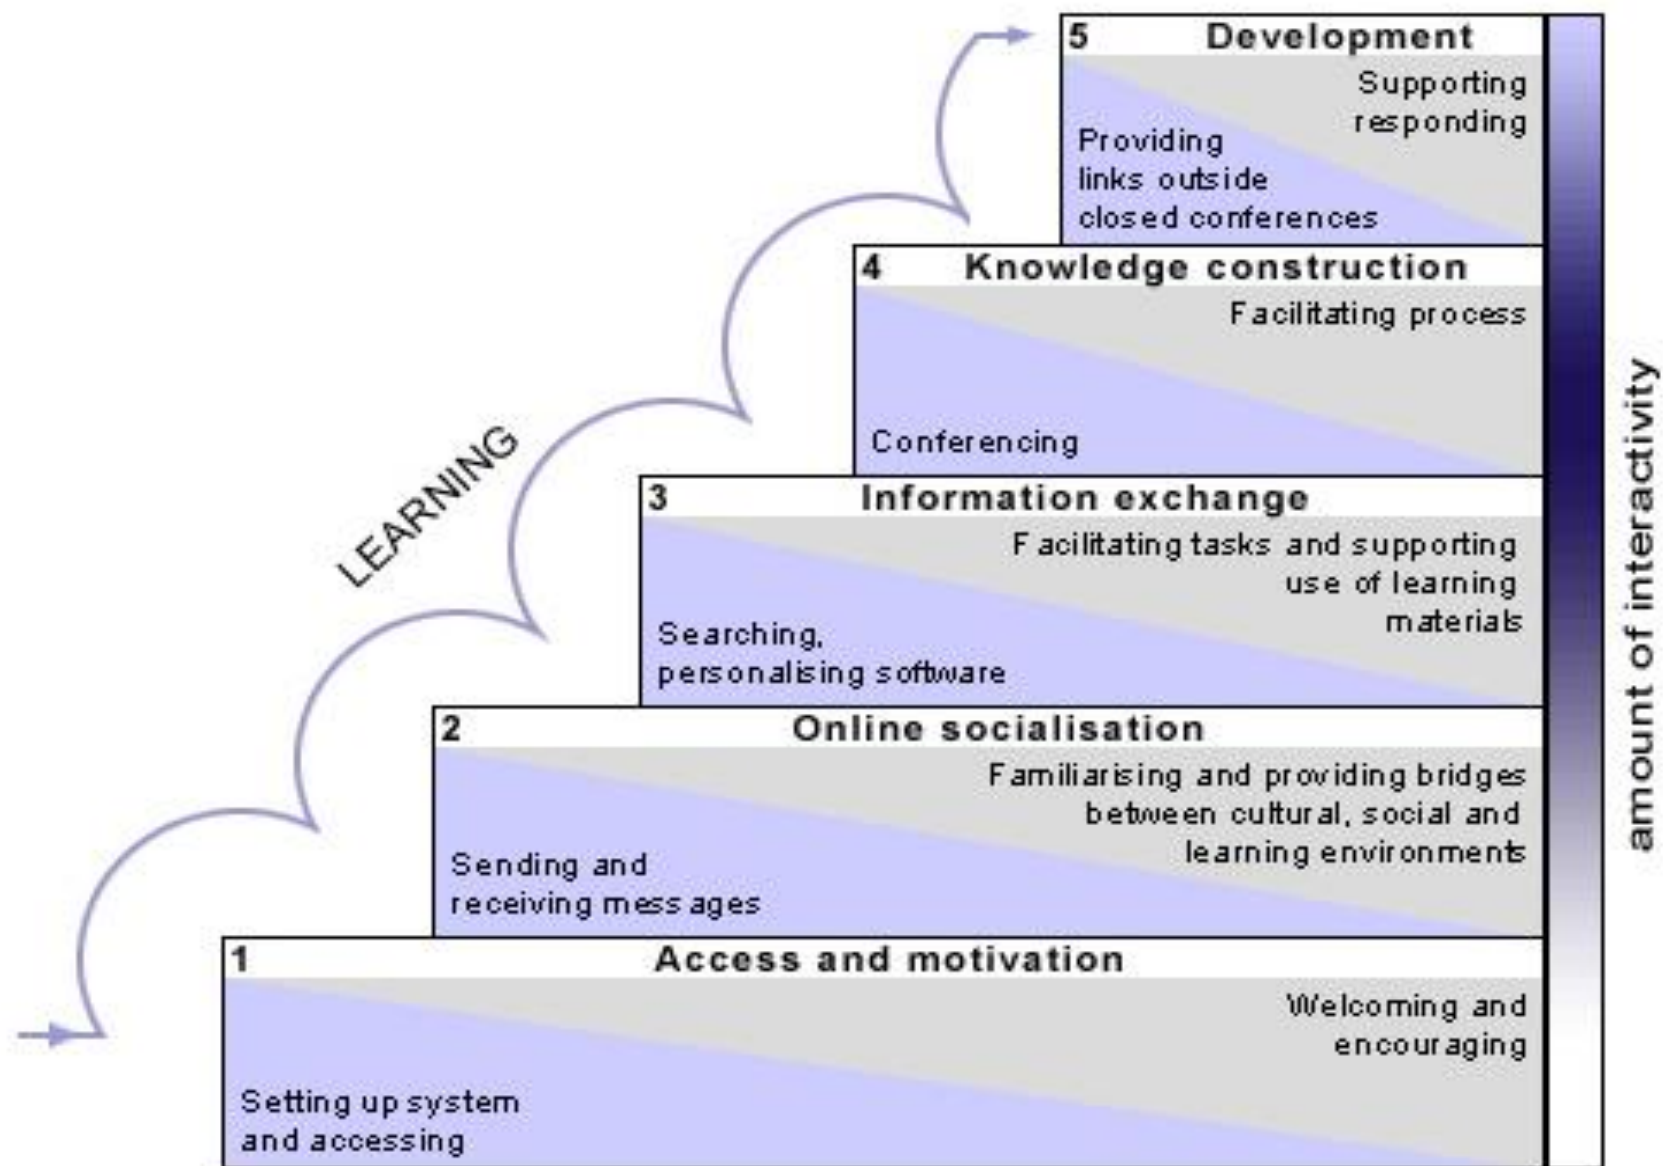 5 Development
Supporting
responding
Providing
links outside
closed conferences
4 Knowledge construction
Facilitating process
Conferencing
3 Information exchange
Facilitating tasks and supporting
use of learning
materials
Searching,
personalising software
2 Online socialisation
Familiarising and providing bridges
between cultural, social and
learning environments
Sending and
receiving messages
1 Access and motivation
Welcoming and
encouraging
Setting up system
and accessing
LEARNING
amount of interactivity